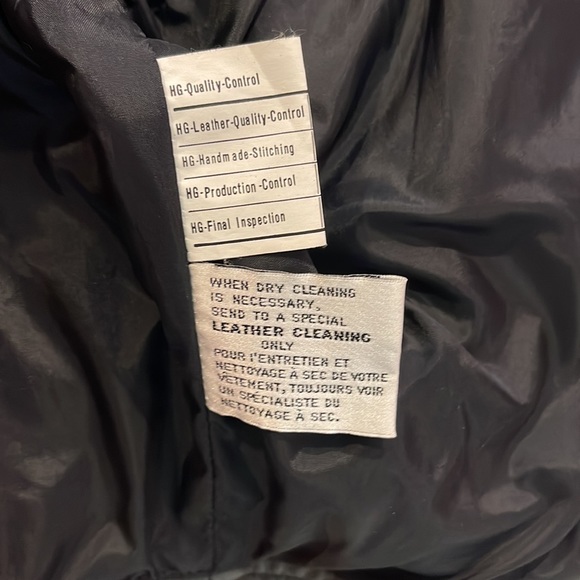 HG-Quality-Control
HG-Leather-Quality-Control
HG-Handmade-Stitching
HG-Production-Control
HG-Final Inspection
WHEN DRY CLEANING
IS NECESSARY,
SEND TO A SPECIAL
LEATHER CLEANING
ONLY
POUR l'ENTRETIEN ET
NETTOYAGE À SEC DE VOTRE
VÊTEMENT, TOUJOURS VOIR
UN SPÉCIALISTE DU
NETTOYAGE À SEC.